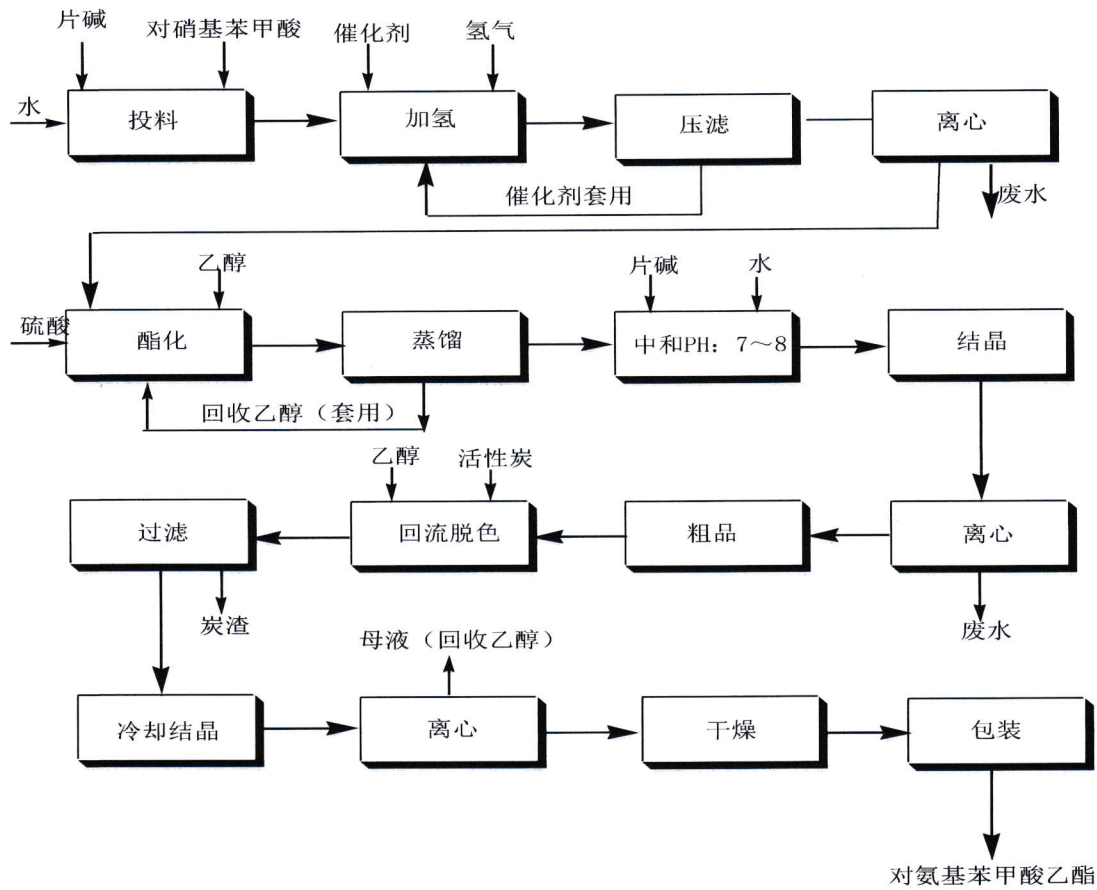 片碱
对硝基苯甲酸
催化剂
氢气
水
投料
加氢
压滤
离心
催化剂套用
废水
乙醇
片碱
水
硫酸
酯化
蒸馏
中和PH：7～8
结晶
回收乙醇（套用）
乙醇
活性炭
过滤
回流脱色
粗品
离心
炭渣
废水
母液（回收乙醇）
冷却结晶
离心
干燥
包装
对氨基苯甲酸乙酯